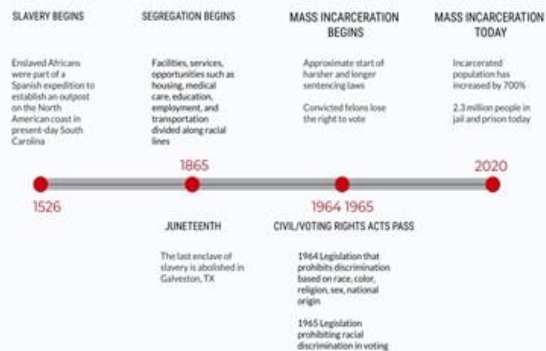 SLAVERY BEGINS
Enslaved Africans
were part of a
Spanish expedition to
establish an outpost
on the North
American coast in
present-day South
Carolina
SEGREGATION BEGINS
Facilities, services,
opportunities such as
housing, medical
care, education,
employment, and
transportation
divided along racial
lines
MASS INCARCERATION
BEGINS
Approximate start of
harsher and longer
sentencing laws
Convicted felons lose
the right to vote
MASS INCARCERATION
TODAY
Incarcerated
population has
increased by 700%
2.3 million people in
jail and prison today
1865
2020
1526
1964 1965
JUNETEENTH
The last enclave of
slavery is abolished in
Galveston, TX
CIVIL/VOTING RIGHTS ACTS PASS
1964 Legislation that
prohibits discrimination
based on race, color,
religion, sex, national
origin
1965 Legislation
prohibiting racial
discrimination in voting